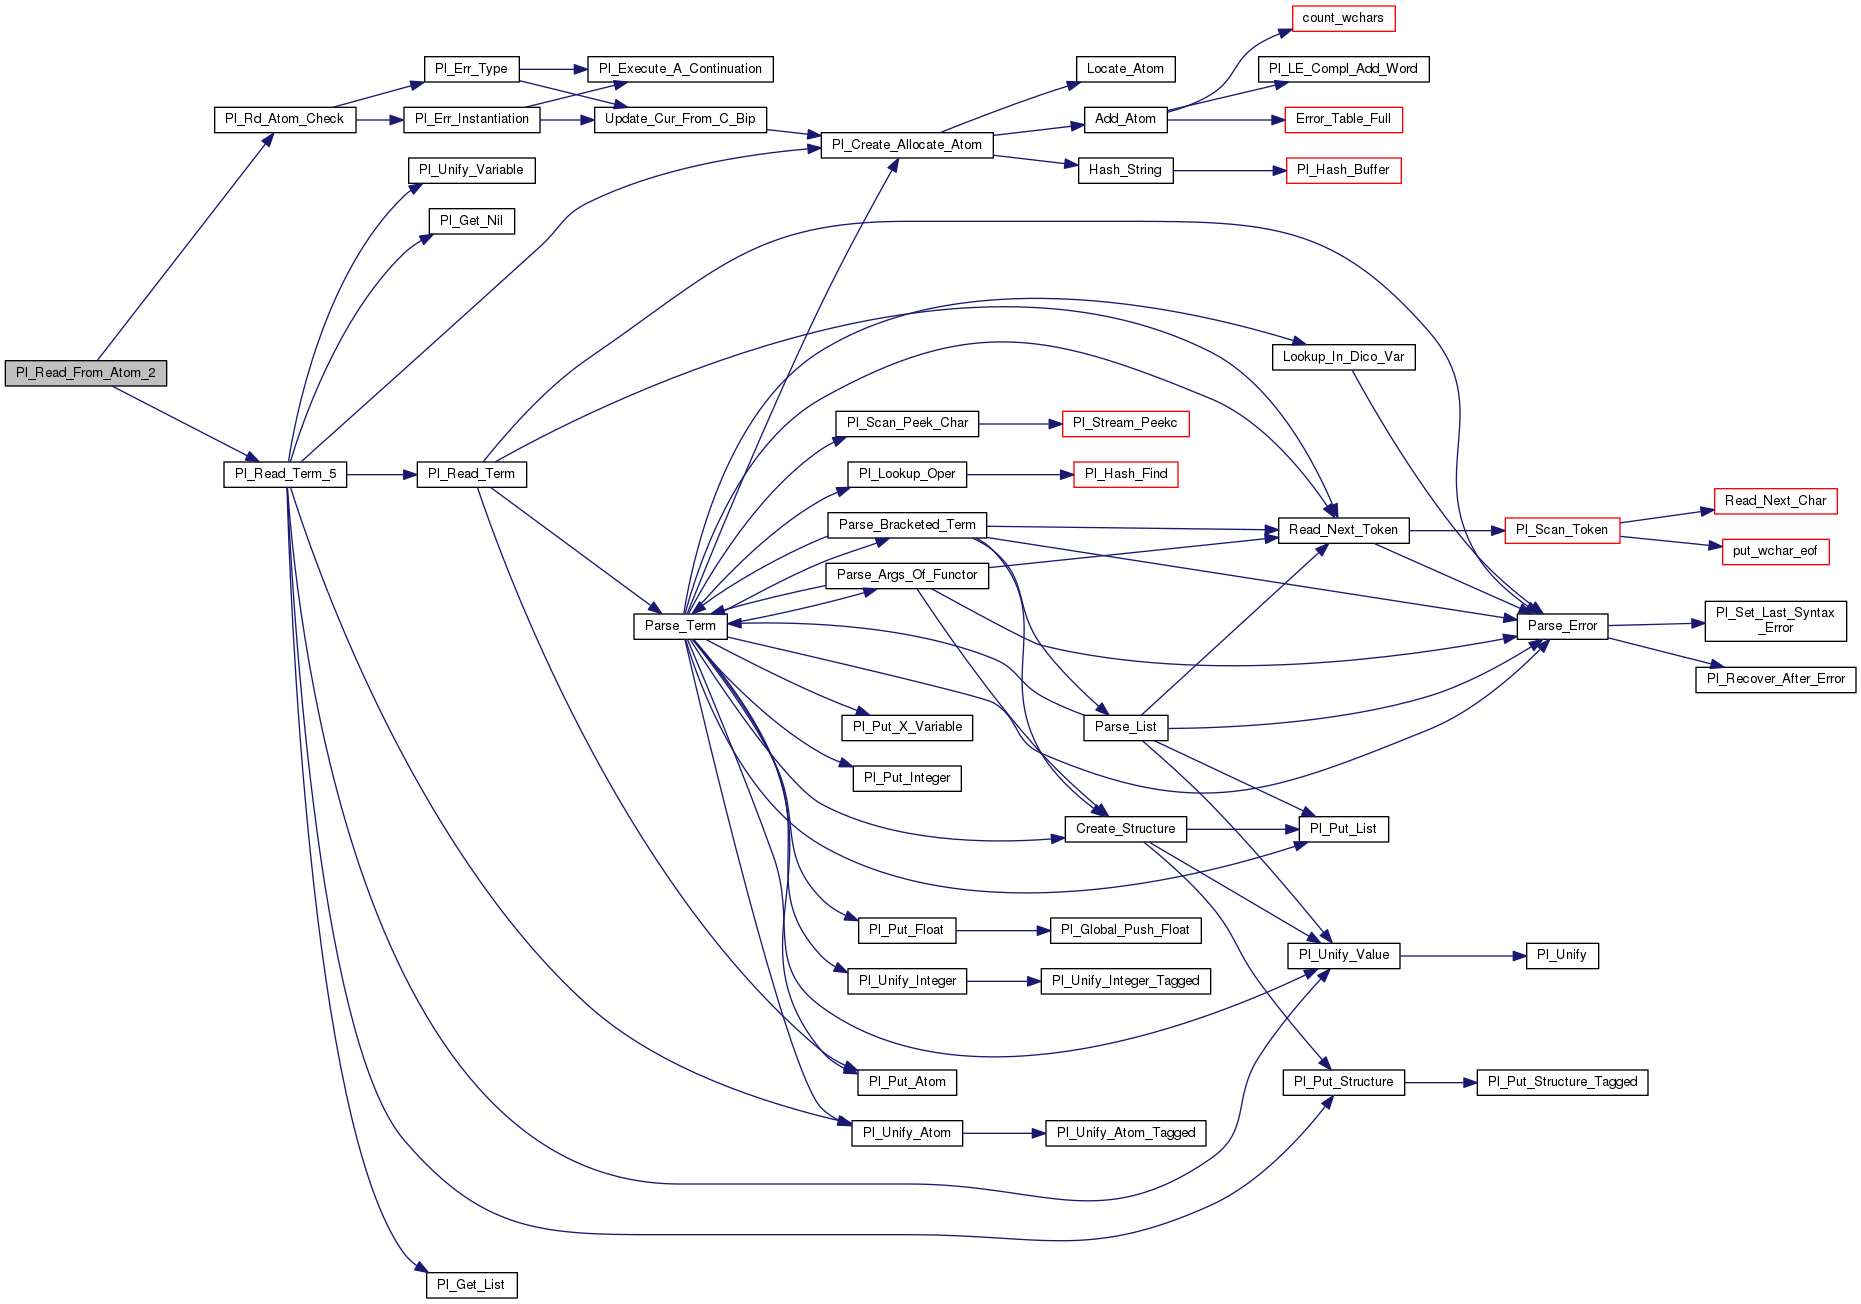 count_wchars
Pl_Err_Type
Pl_Execute_A_Continuation
Locate_Atom
Pl_LE_Compl_Add_Word
Pl_Rd_Atom_Check
Pl_Err_Instantiation
Update_Cur_From_C_Bip
Add_Atom
Error_Table_Full
Pl_Create_Allocate_Atom
Pl_Unify_Variable
Hash_String
Pl_Hash_Buffer
Pl_Get_Nil
Lookup_In_Dico_Var
Pl_Read_From_Atom_2
Pl_Scan_Peek_Char
Pl_Stream_Peekc
Pl_Read_Term_5
Pl_Read_Term
Pl_Lookup_Oper
Pl_Hash_Find
Read_Next_Char
Parse_Bracketed_Term
Read_Next_Token
Pl_Scan_Token
put_wchar_eof
Parse_Args_Of_Functor
Parse_Term
Parse_Error
Pl_Set_Last_Syntax
_Error
Pl_Recover_After_Error
Pl_Put_X_Variable
Parse_List
Pl_Put_Integer
Create_Structure
Pl_Put_List
Pl_Put_Float
Pl_Global_Push_Float
Pl_Unify_Value
Pl_Unify
Pl_Unify_Integer
Pl_Unify_Integer_Tagged
Pl_Put_Atom
Pl_Put_Structure
Pl_Put_Structure_Tagged
Pl_Unify_Atom
Pl_Unify_Atom_Tagged
Pl_Get_List